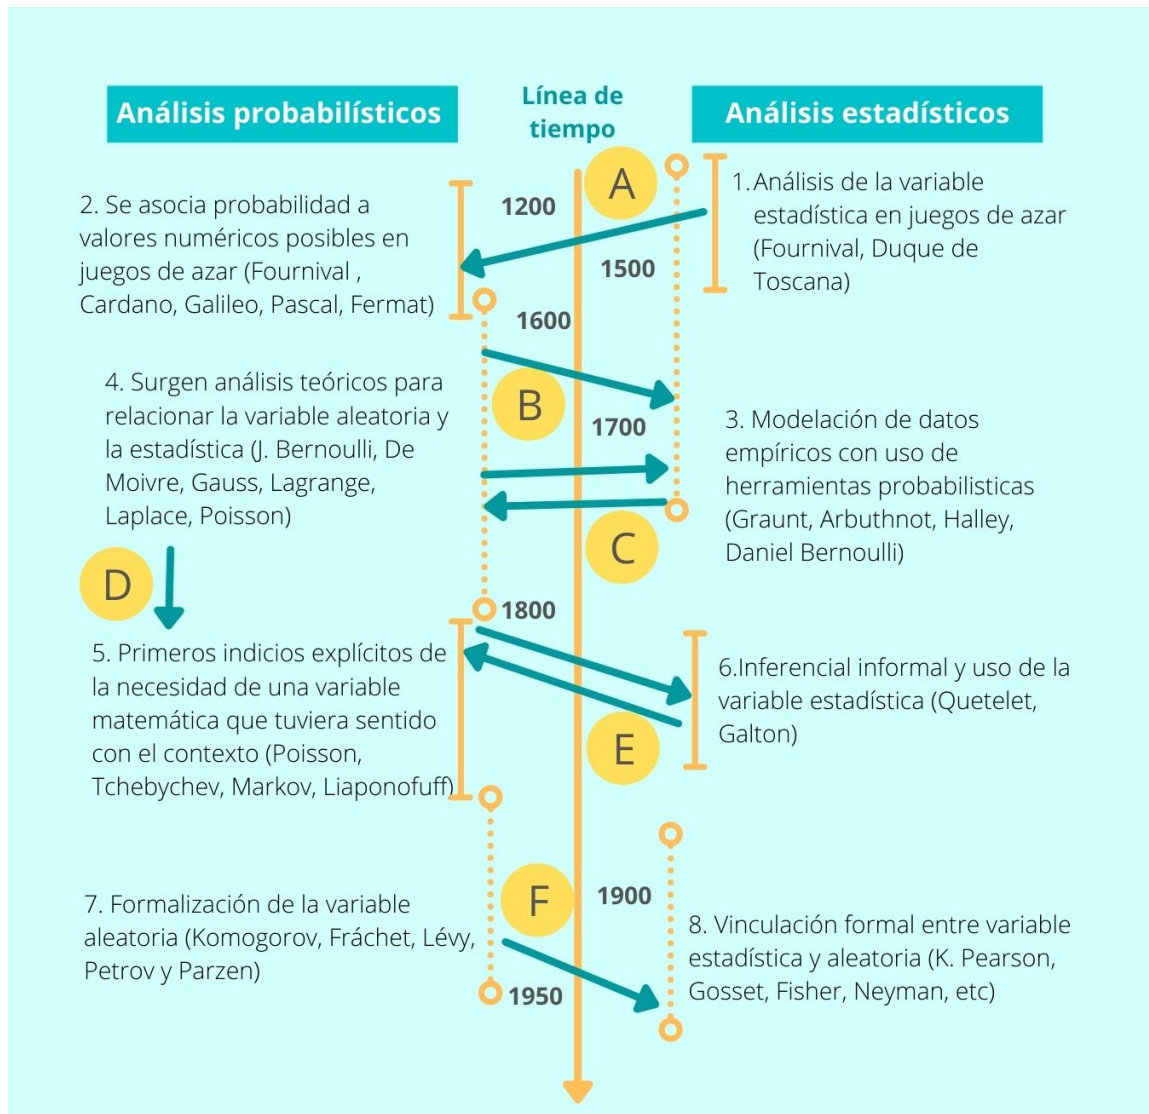 Análisis probabilísticos
Línea de
tiempo
Análisis estadísticos
A
1.Análisis de la variable
estadística en juegos de azar
(Fournival, Duque de
Toscana)
2. Se asocia probabilidad a
valores numéricos posibles en
juegos de azar (Fournival ,
Cardano, Galileo, Pascal, Fermat)
1200
1500
1600
B
1700
3. Modelación de datos
empíricos con uso de
herramientas probabilisticas
(Graunt, Arbuthnot, Halley,
Daniel Bernoulli)
4. Surgen análisis teóricos para
relacionar la variable aleatoria y
la estadística (J. Bernoulli, De
Moivre, Gauss, Lagrange,
Laplace, Poisson)
C
D
1800
5. Primeros indicios explícitos de
la necesidad de una variable
matemática que tuviera sentido
con el contexto (Poisson,
Tchebychev, Markov, Liaponofuff)
6.Inferencial informal y uso de la
variable estadística (Quetelet,
Galton)
E
F
1900
7. Formalización de la variable
aleatoria (Komogorov, Fráchet, Lévy,
Petrov y Parzen)
8. Vinculación formal entre variable
estadística y aleatoria (K. Pearson,
Gosset, Fisher, Neyman, etc)
1950